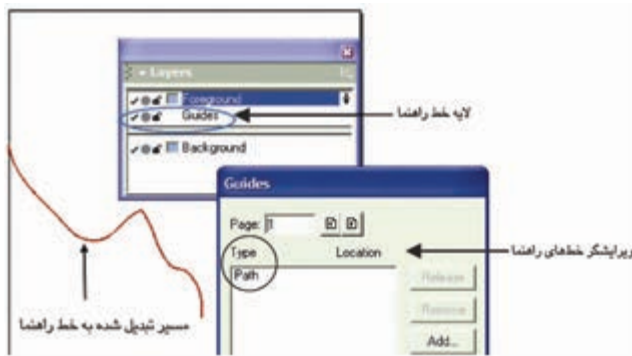 Layers
Foreground
Guides
لایه خط راهنما
Background
Guides
Page: 1
Type Location
Path
ویرایشگر خط‌های راهنما
Release
Remove
Add...
مسیر تبدیل شده به خط راهنما